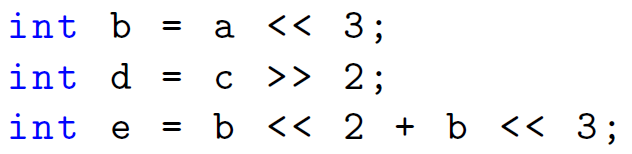 int b = a << 3;
int d = c >> 2;
int e = b << 2 + b << 3;